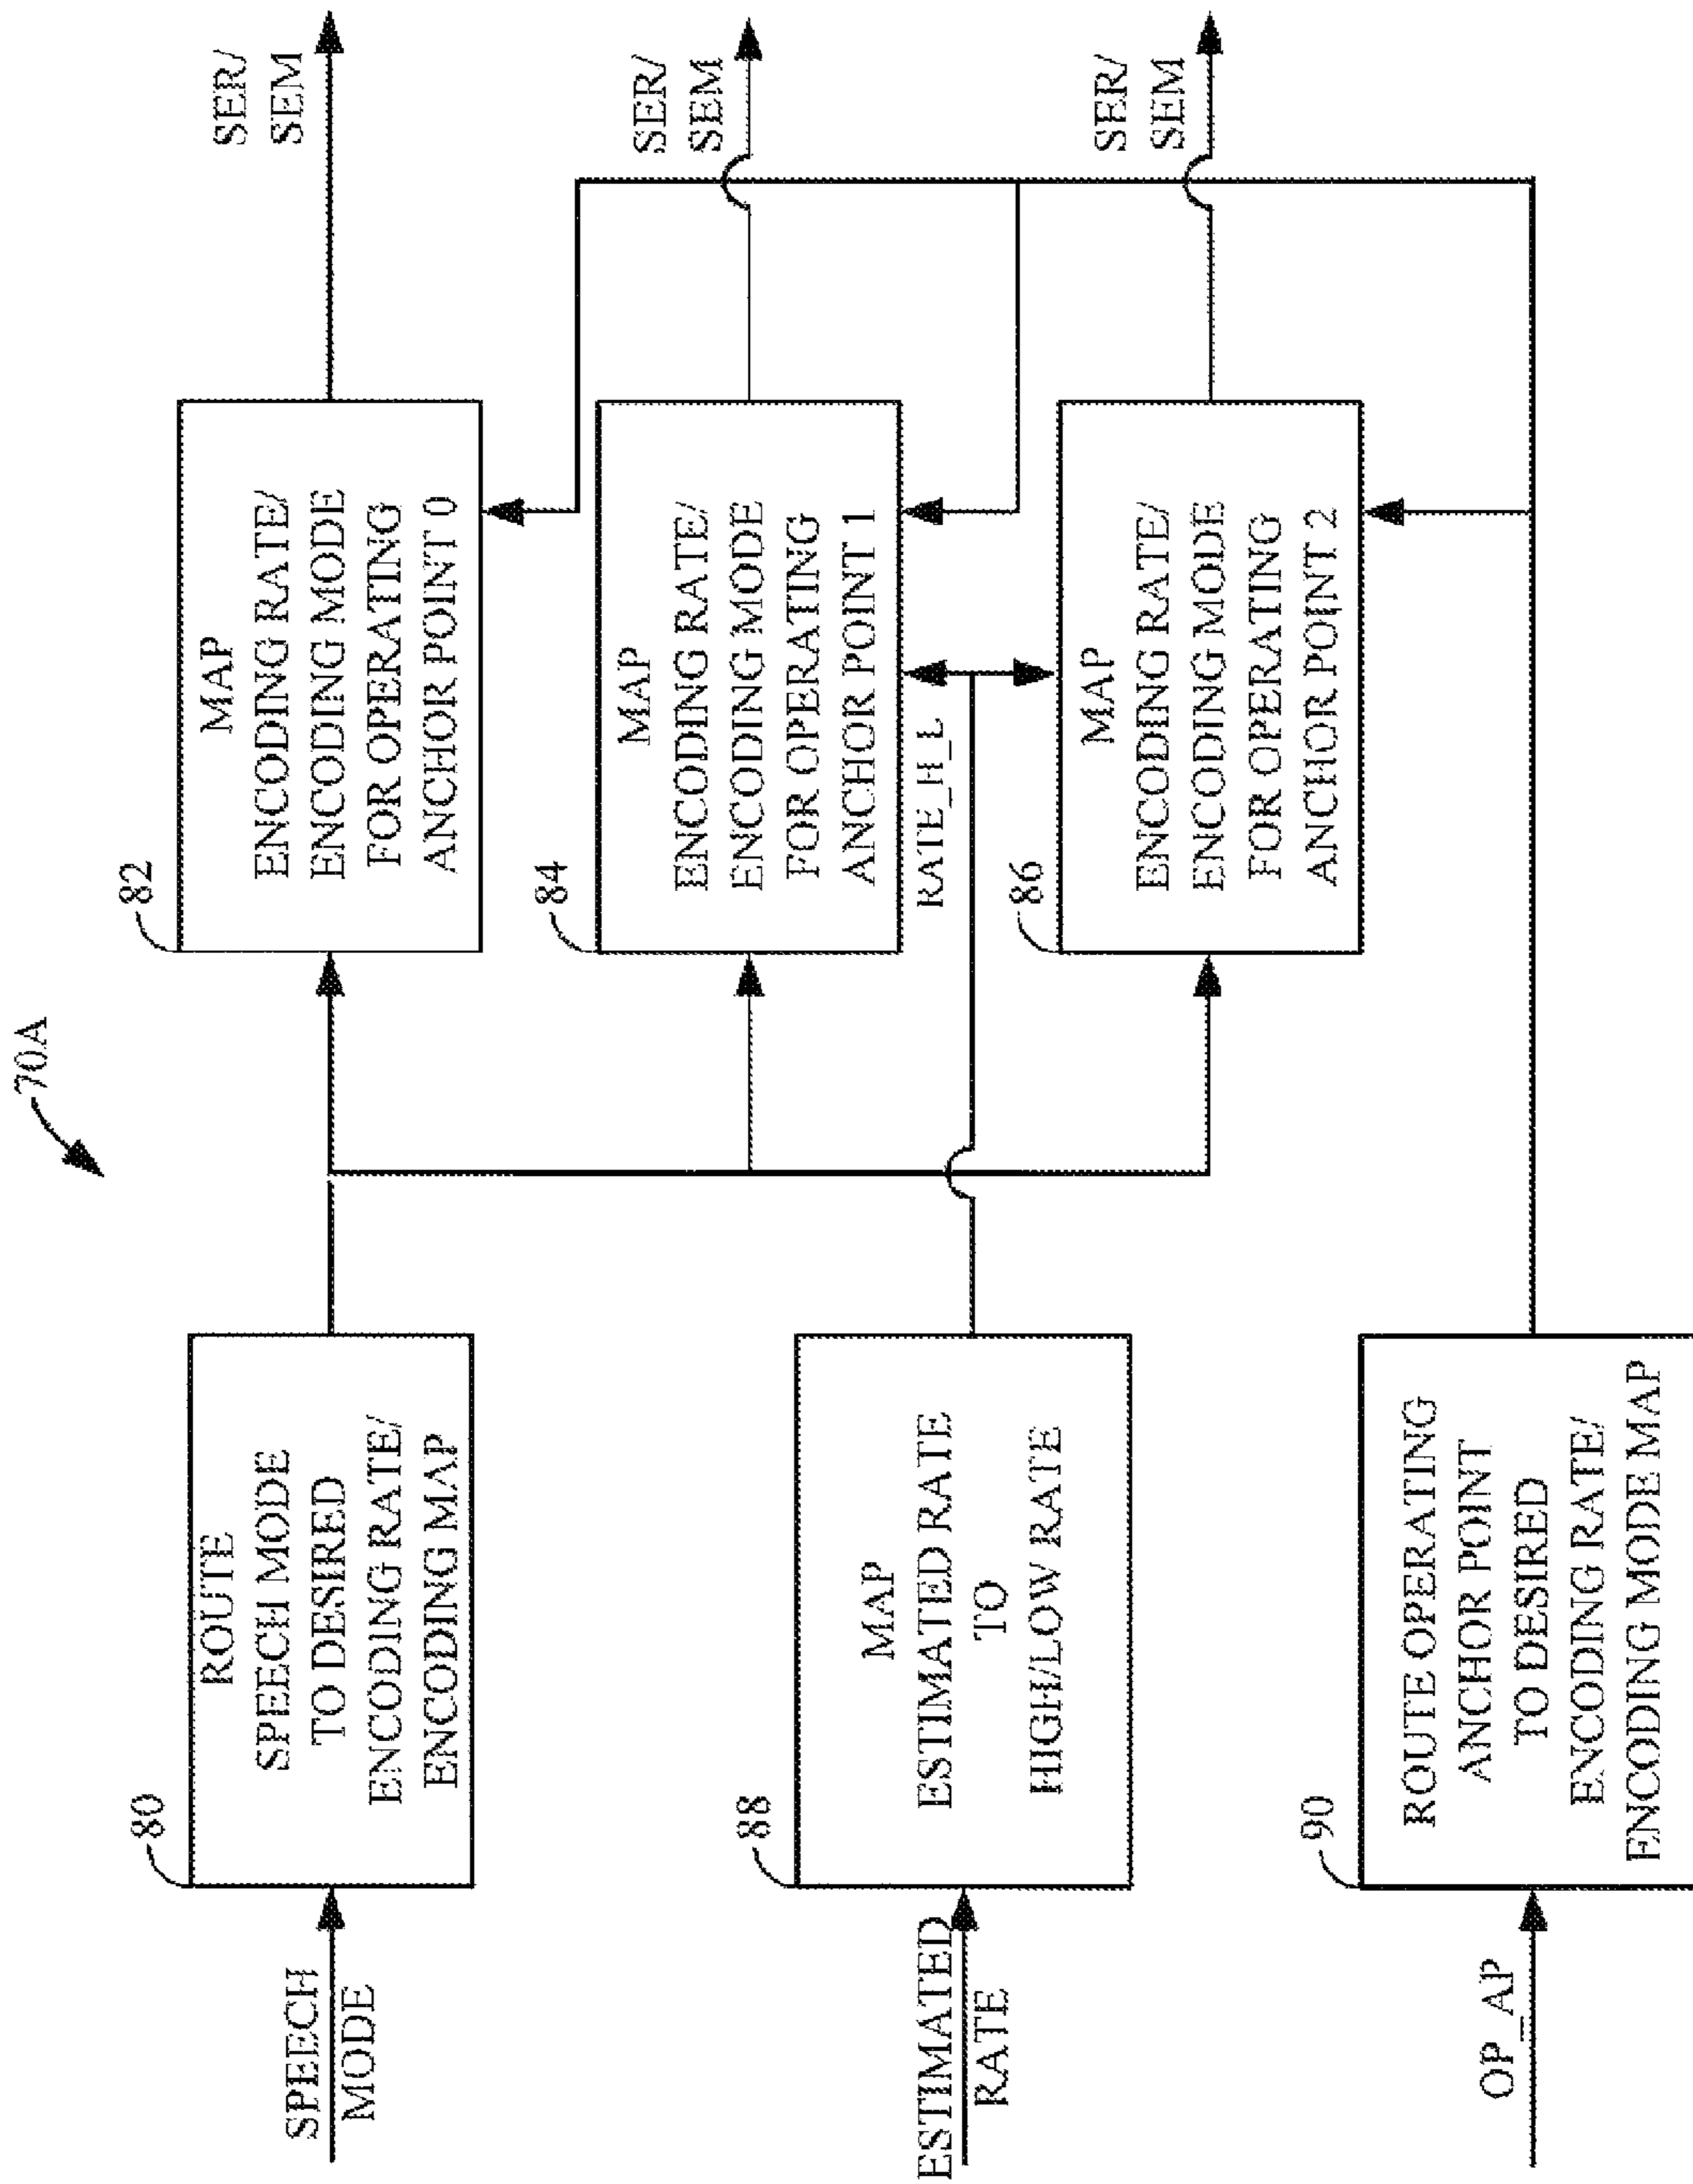 70A
SPEECH
MODE
80
ROUTE
SPEECH MODE
TO DESIRED
ENCODING RATE/
ENCODING MAP
82
MAP
ENCODING RATE/
ENCODING MODE
FOR OPERATING
ANCHOR POINT 0
SER/
SEM
84
MAP
ENCODING RATE/
ENCODING MODE
FOR OPERATING
ANCHOR POINT 1
SER/
SEM
ESTIMATED
RATE
88
MAP
ESTIMATED RATE
TO
HIGH/LOW RATE
RATE_H_L
86
MAP
ENCODING RATE/
ENCODING MODE
FOR OPERATING
ANCHOR POINT 2
SER/
SEM
OP_AP
90
ROUTE OPERATING
ANCHOR POINT
TO DESIRED
ENCODING RATE/
ENCODING MODE MAP